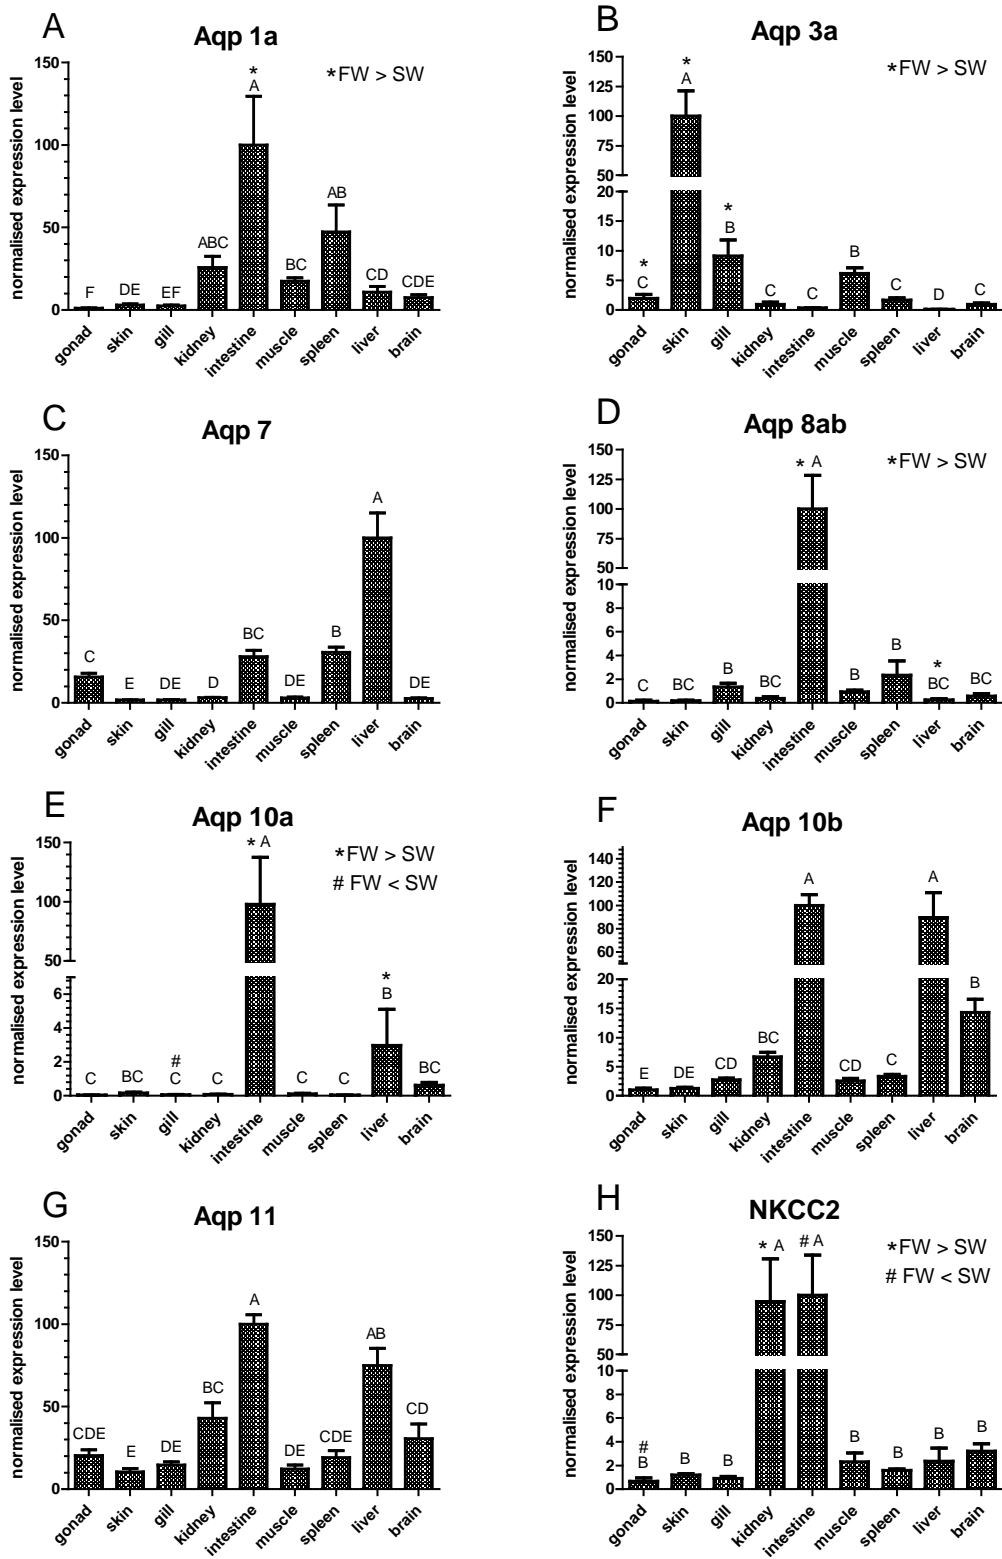 A
Aqp 1a
normalised expression level
150
100
50
0
*FW > SW
F
DE
EF
ABC
*
A
BC
AB
CD
CDE
gonad
skin
gill
kidney
intestine
muscle
spleen
liver
brain
B
Aqp 3a
normalised expression level
150
125
100
75
50
20
15
10
5
0
*FW > SW
*
C
*
A
*
B
C
C
B
C
D
C
gonad
skin
gill
kidney
intestine
muscle
spleen
liver
brain
C
Aqp 7
normalised expression level
150
100
50
0
C
E
DE
D
BC
DE
B
A
DE
gonad
skin
gill
kidney
intestine
muscle
spleen
liver
brain
D
Aqp 8ab
normalised expression level
150
125
100
75
50
10
8
6
4
2
0
*FW > SW
C
BC
B
BC
* A
B
B
*
BC
BC
gonad
skin
gill
kidney
intestine
muscle
spleen
liver
brain
E
Aqp 10a
normalised expression level
150
100
50
6
4
2
0
*FW > SW
# FW < SW
C
BC
#
C
C
* A
C
C
*
B
BC
gonad
skin
gill
kidney
intestine
muscle
spleen
liver
brain
F
Aqp 10b
normalised expression level
140
120
100
80
60
20
15
10
5
0
E
DE
CD
BC
A
CD
C
A
B
gonad
skin
gill
kidney
intestine
muscle
spleen
liver
brain
G
Aqp 11
normalised expression level
150
100
50
0
CDE
E
DE
BC
A
DE
CDE
AB
CD
gonad
skin
gill
kidney
intestine
muscle
spleen
liver
brain
H
NKCC2
normalised expression level
150
125
100
75
50
10
8
6
4
2
0
*FW > SW
# FW < SW
#
B
B
B
* A
# A
B
B
B
B
gonad
skin
gill
kidney
intestine
muscle
spleen
liver
brain